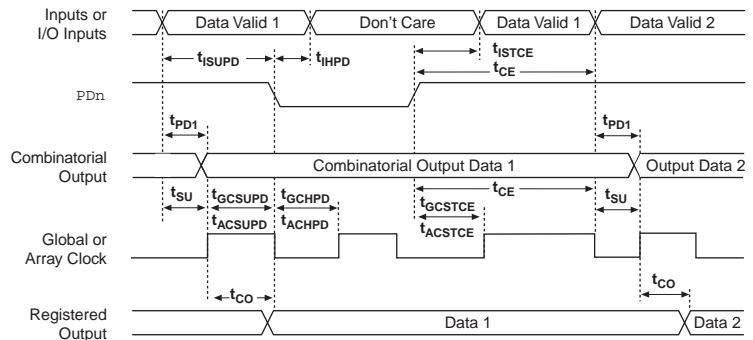 Inputs or
I/O Inputs
Data Valid 1
Don't Care
Data Valid 1
Data Valid 2
tISUPD
tIHPD
tISTCE
tCE
PDn
tPD1
tPD1
Combinatorial
Output
Combinatorial Output Data 1
Output Data 2
tSU
tGCSUPD
tACSUPD
tGCHPD
tACHPD
tCE
tGCSTCE
tACSTCE
tSU
Global or
Array Clock
tCO
tCO
Registered
Output
Data 1
Data 2